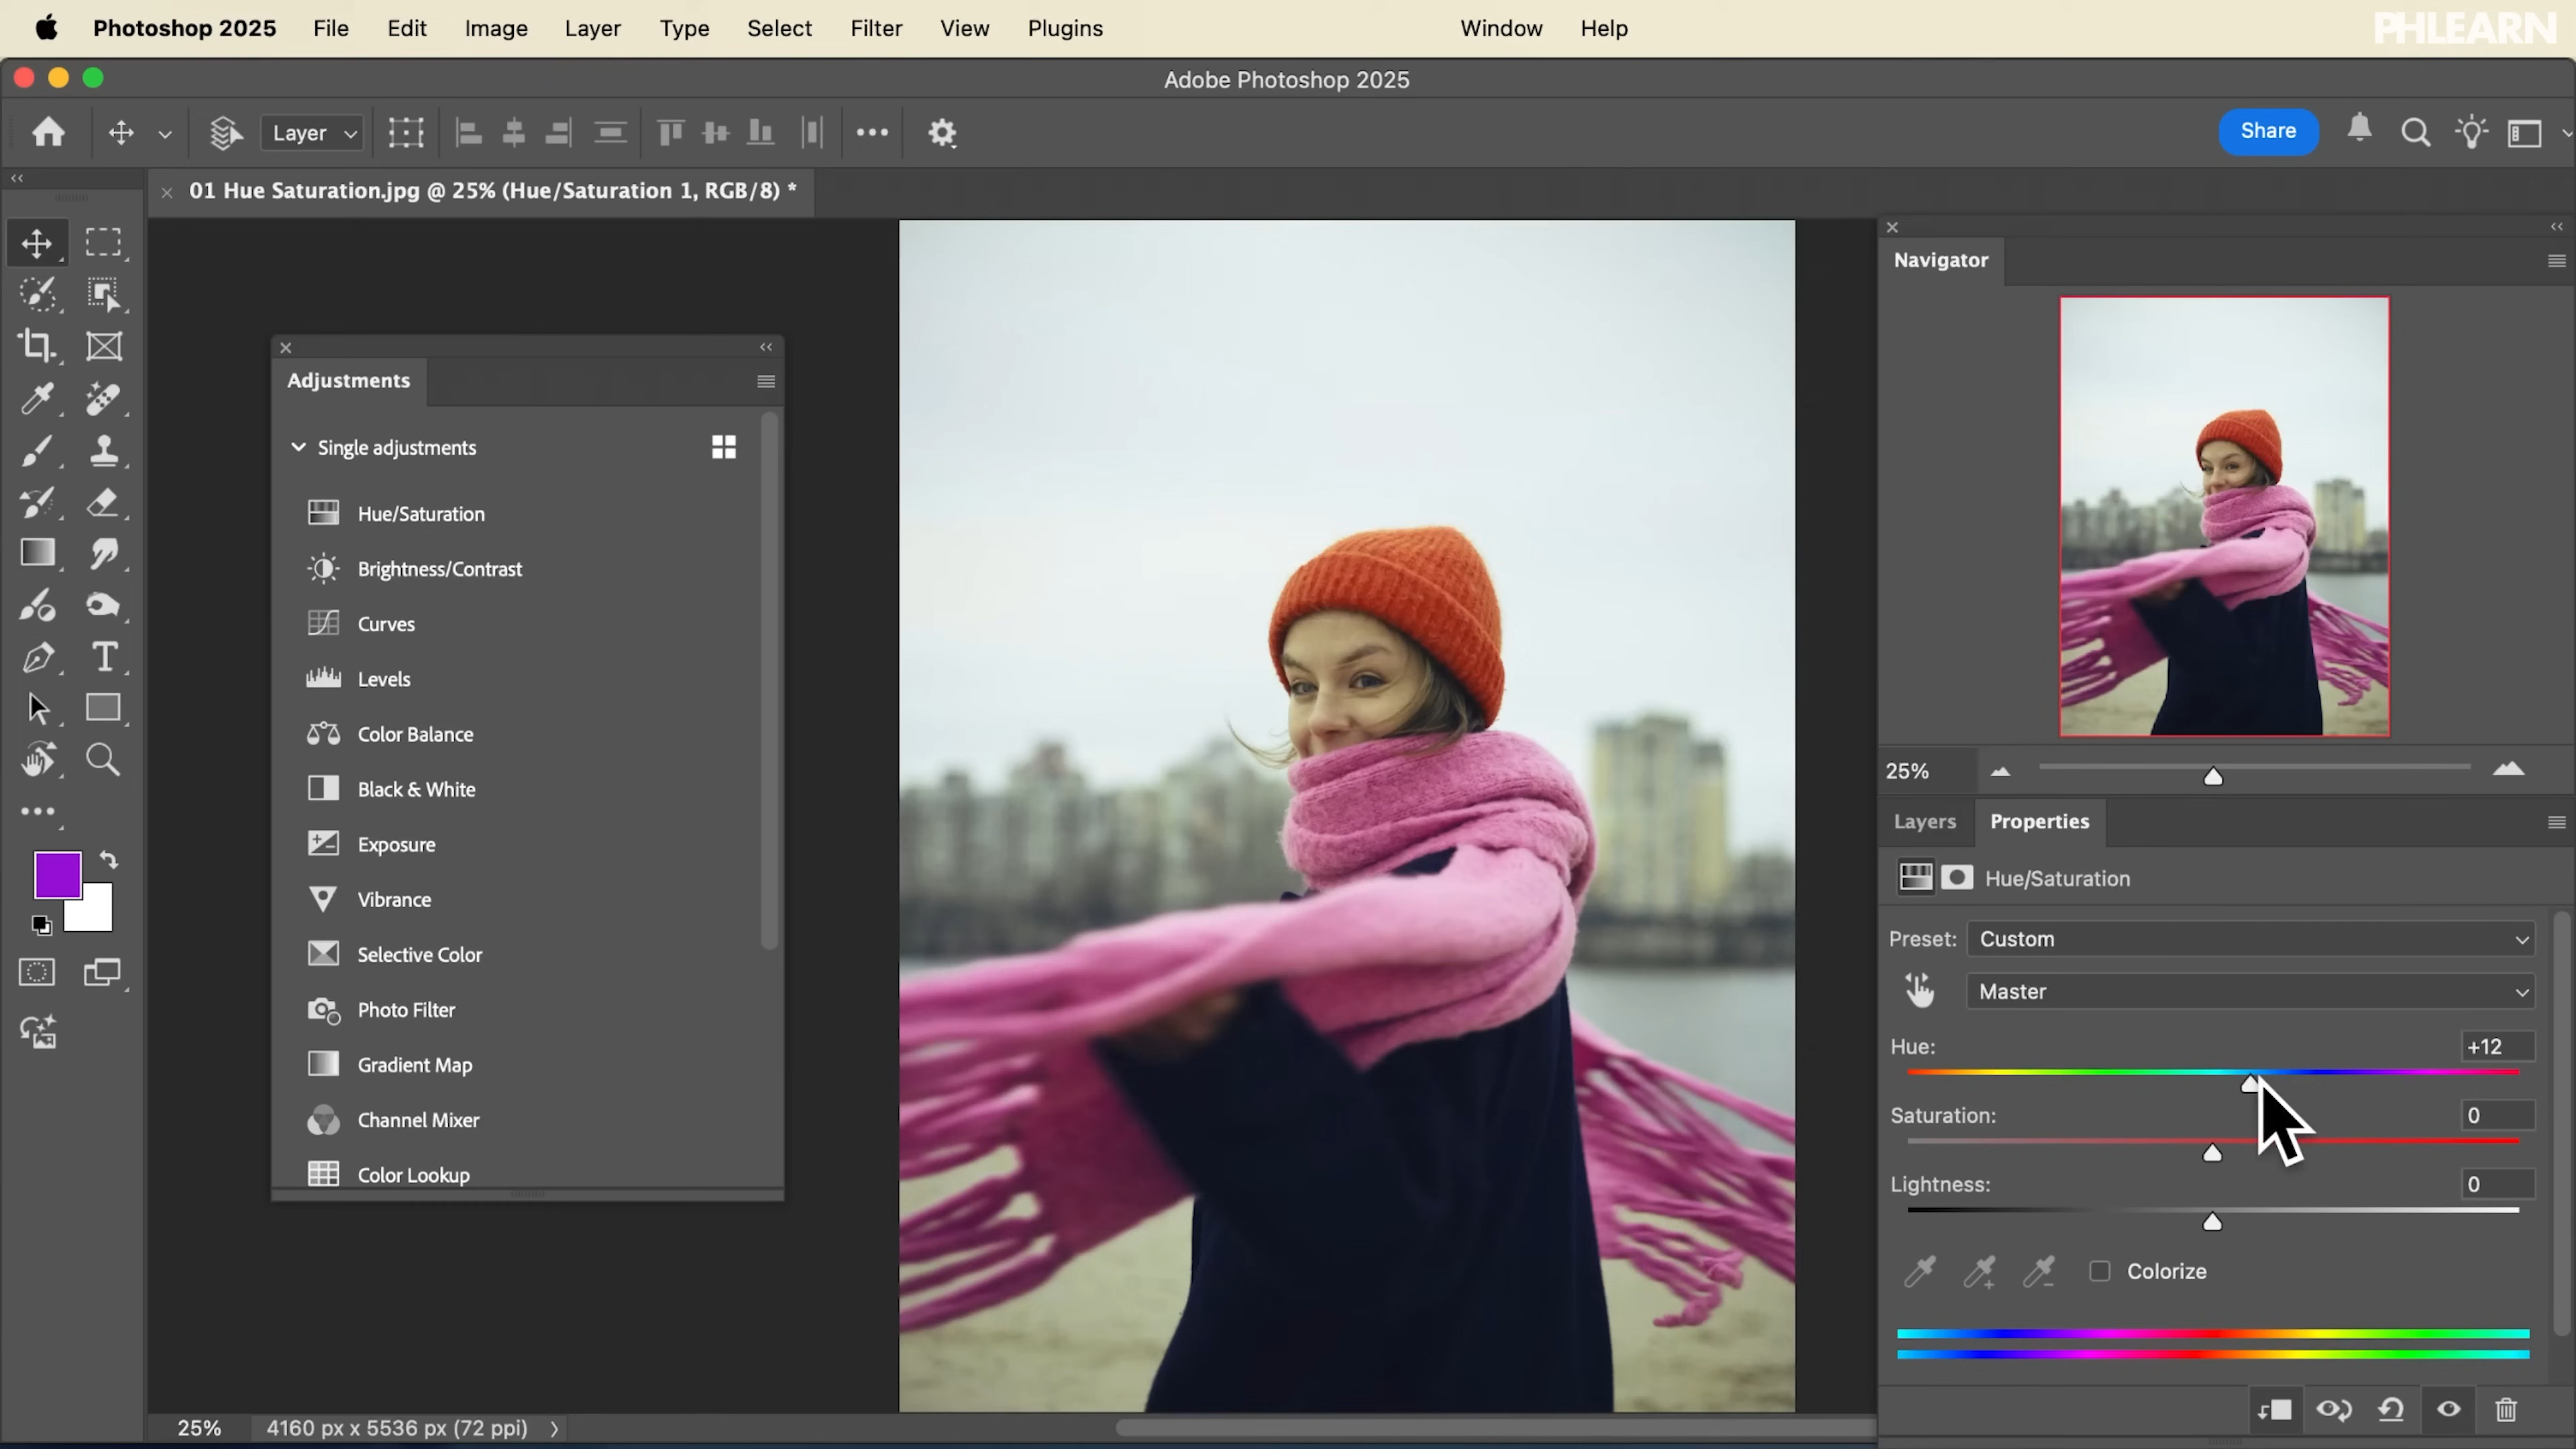 Photoshop 2025 File Edit Image Layer Type Select Filter View Plugins Window Help
PHLEARN
Adobe Photoshop 2025
Layer
Share
01 Hue Saturation.jpg @ 25% (Hue/Saturation 1, RGB/8) *
Adjustments
Single adjustments
Hue/Saturation
Brightness/Contrast
Curves
Levels
Color Balance
Black & White
Exposure
Vibrance
Selective Color
Photo Filter
Gradient Map
Channel Mixer
Color Lookup
Navigator
25%
Layers Properties
Hue/Saturation
Preset: Custom
Master
Hue: +12
Saturation: 0
Lightness: 0
Colorize
25% 4160 px x 5536 px (72 ppi)